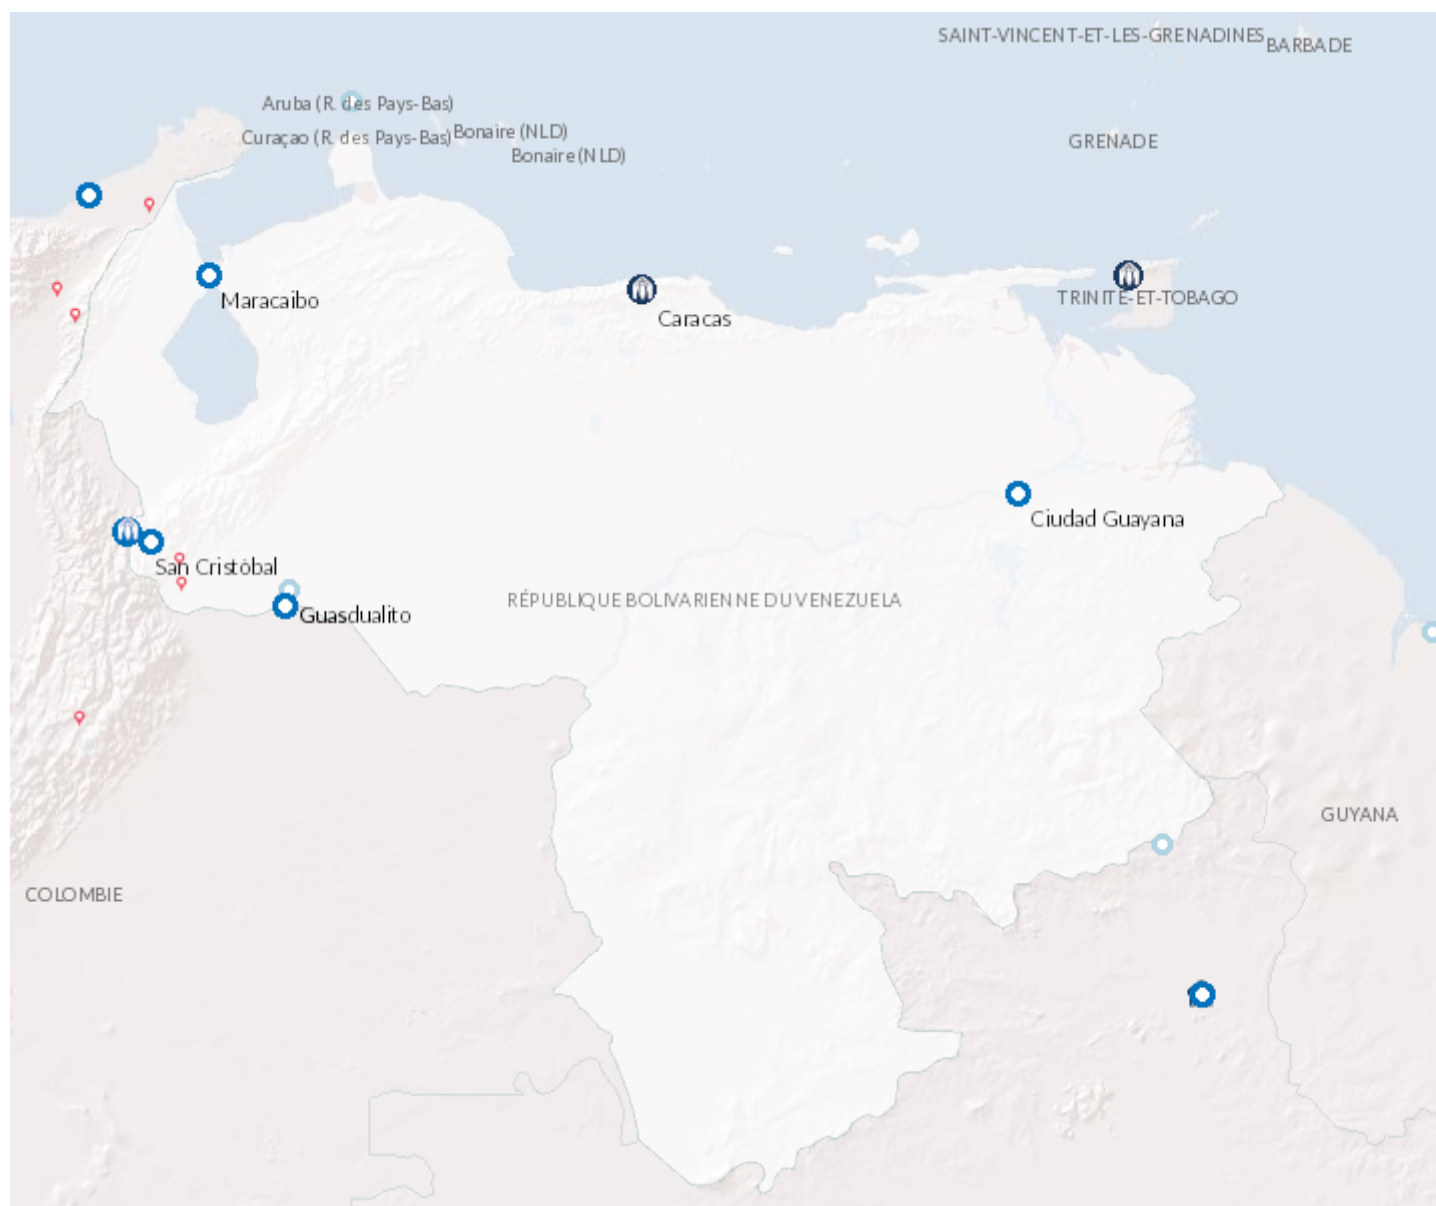 SAINT-VINCENT-ET-LES-GRENADINES
BARBADE
Aruba (R. des Pays-Bas)
Curaçao (R. des Pays-Bas)
Bonaire (NLD)
Bonaire (NLD)
GRENADE
Maracaibo
Caracas
TRINITÉ-ET-TOBAGO
Ciudad Guayana
San Cristòbal
Guasdualito
RÉPUBLIQUE BOLIVARIENNE DU VENEZUELA
GUYANA
COLOMBIE